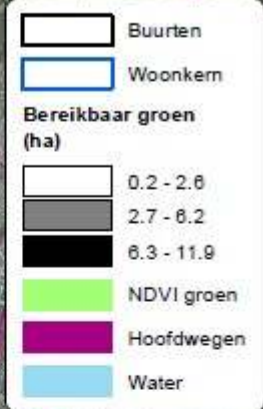 Buurten
Woonkern
Bereikbaar groen
(ha)
0.2 - 2.6
2.7 - 6.2
6.3 - 11.9
NDVI groen
Hoofdwegen
Water